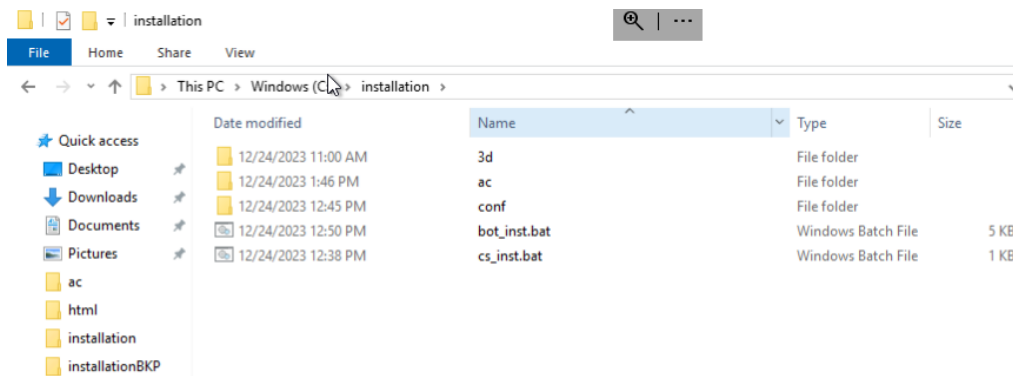 installation
File Home Share View
This PC > Windows (C > installation >
Quick access
Desktop
Downloads
Documents
Pictures
ac
html
installation
installationBKP
Date modified Name Type Size
12/24/2023 11:00 AM 3d File folder
12/24/2023 1:46 PM ac File folder
12/24/2023 12:45 PM conf File folder
12/24/2023 12:50 PM bot_inst.bat Windows Batch File 5 KB
12/24/2023 12:38 PM cs_inst.bat Windows Batch File 1 KB